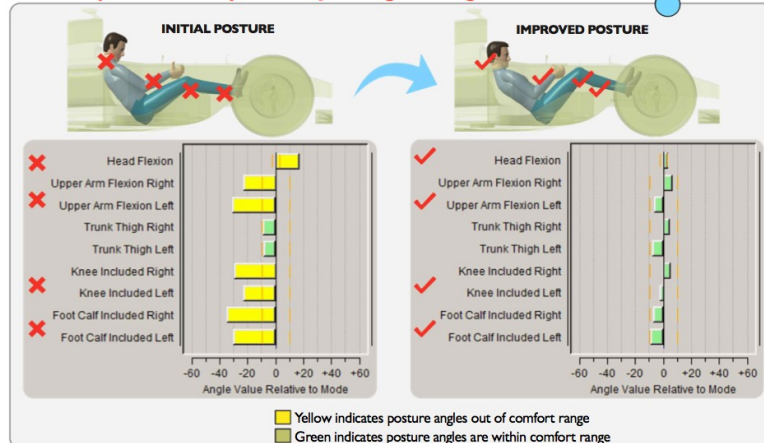 INITIAL POSTURE
IMPROVED POSTURE
Head Flexion
Upper Arm Flexion Right
Upper Arm Flexion Left
Trunk Thigh Right
Trunk Thigh Left
Knee Included Right
Knee Included Left
Foot Calf Included Right
Foot Calf Included Left
-60 -40 -20 0 +20 +40 +60
Angle Value Relative to Mode
Head Flexion
Upper Arm Flexion Right
Upper Arm Flexion Left
Trunk Thigh Right
Trunk Thigh Left
Knee Included Right
Knee Included Left
Foot Calf Included Right
Foot Calf Included Left
-60 -40 -20 0 +20 +40 +60
Angle Value Relative to Mode
Yellow indicates posture angles out of comfort range
Green indicates posture angles are within comfort range